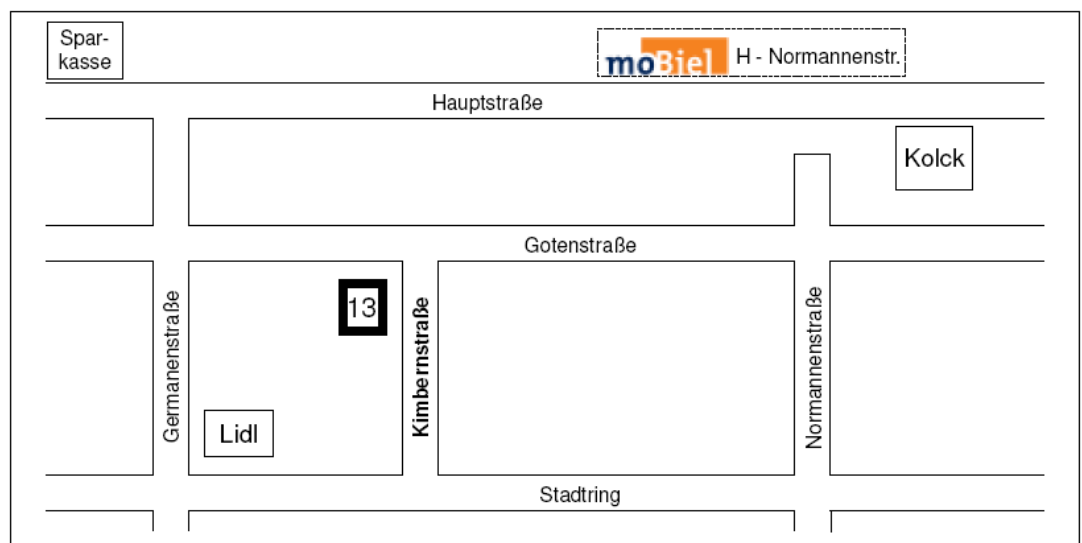 Spar-
kasse
moBiel H - Normannenstr.
Hauptstraße
Kolck
Gotenstraße
13
Germanenstraße
Kimbernstraße
Normannenstraße
Lidl
Stadtring